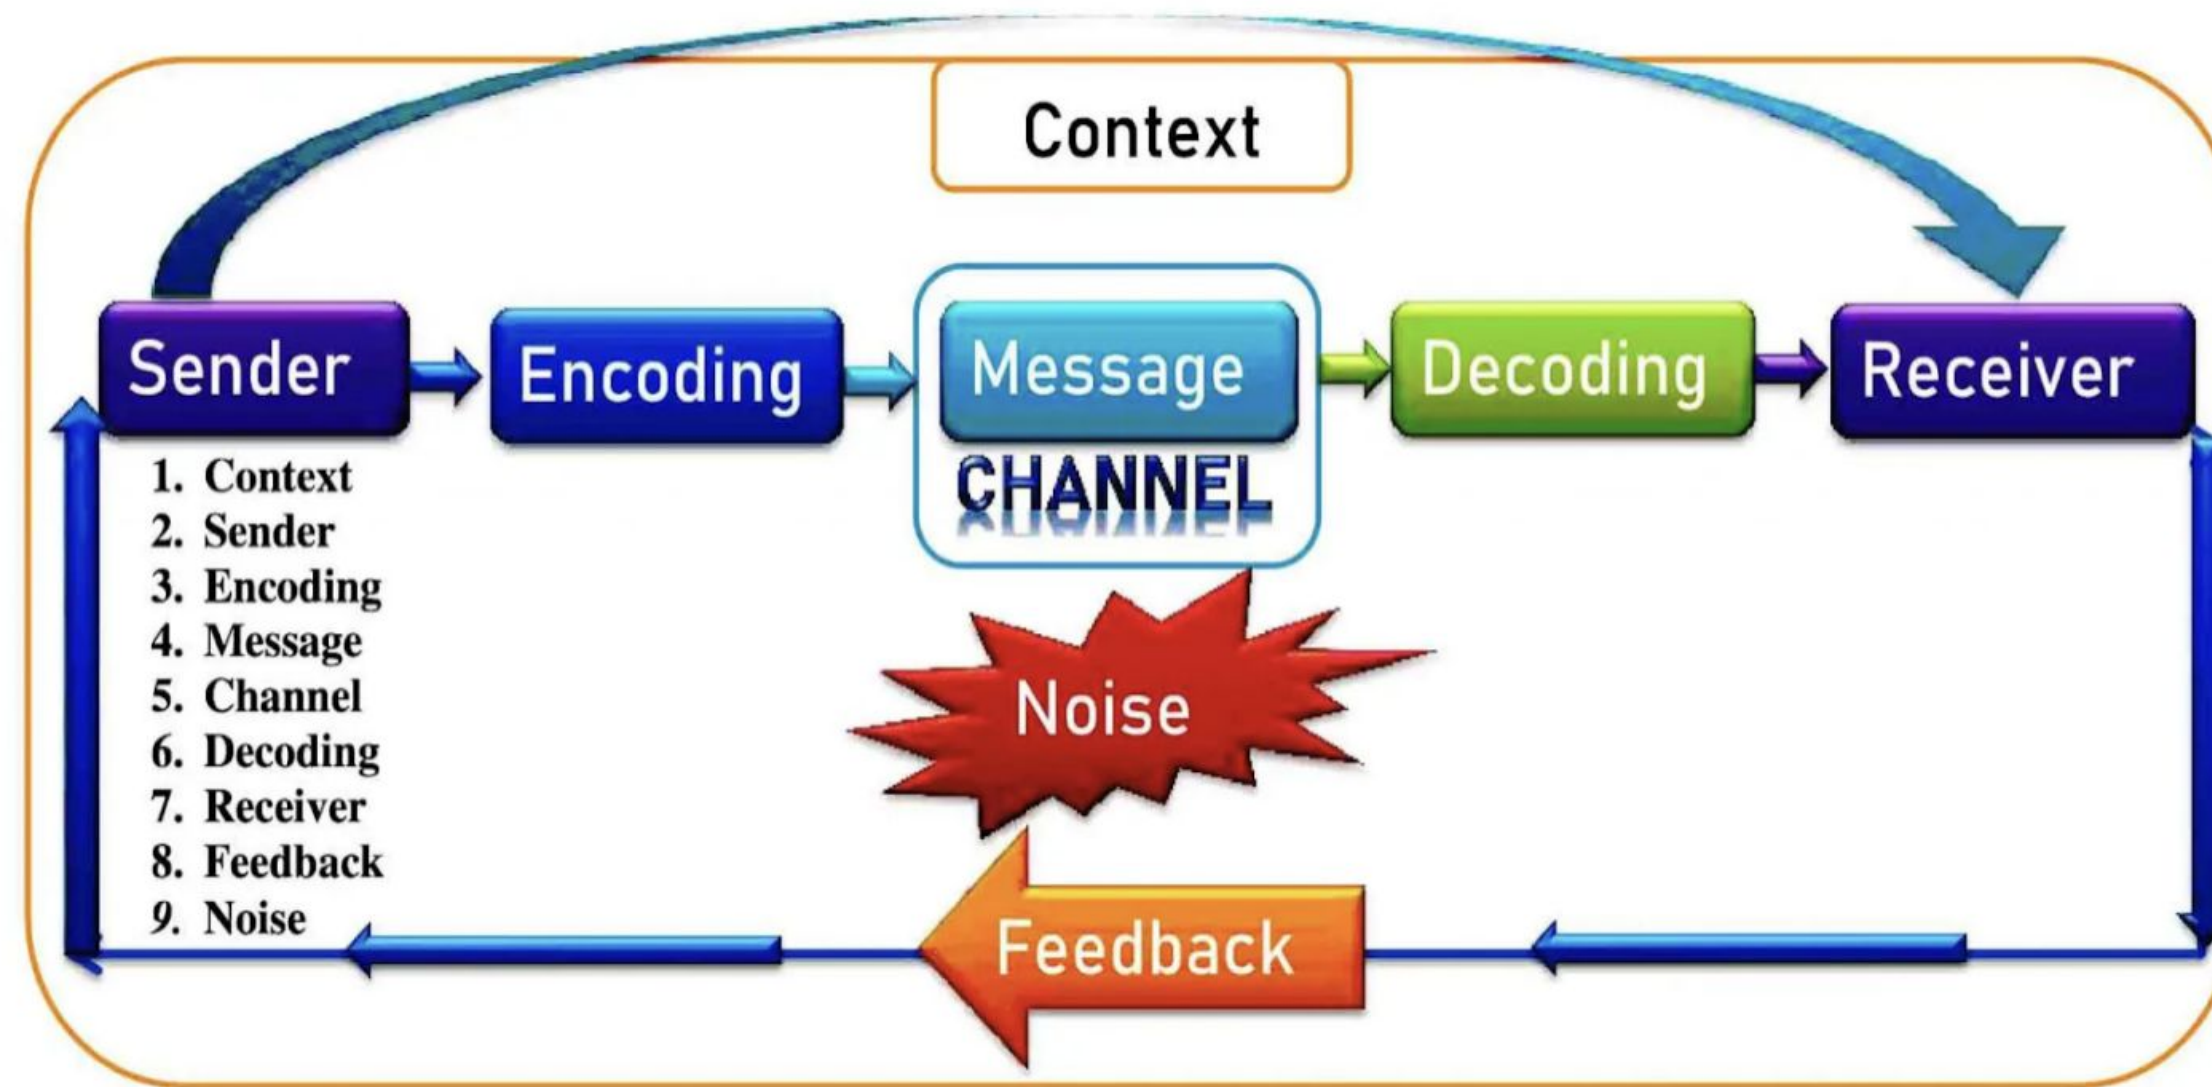 Context
Sender
Encoding
Message
Decoding
Receiver
CHANNEL
1. Context
2. Sender
3. Encoding
4. Message
5. Channel
6. Decoding
7. Receiver
8. Feedback
9. Noise
Noise
Feedback